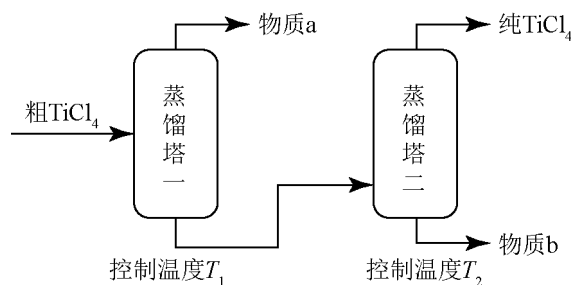 物质a
纯TiCl₄
粗TiCl₄
蒸馏塔一
蒸馏塔二
物质b
控制温度T₁
控制温度T₂